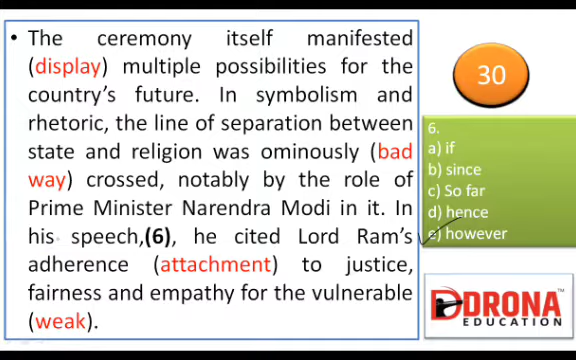 • The ceremony itself manifested
(display) multiple possibilities for the
country's future. In symbolism and
rhetoric, the line of separation between
state and religion was ominously (bad
way) crossed, notably by the role of
Prime Minister Narendra Modi in it. In
his speech,(6), he cited Lord Ram's
adherence (attachment) to justice,
fairness and empathy for the vulnerable
(weak).
30
6.
a) if
b) since
c) So far
d) hence
e) however
DRONA
EDUCATION